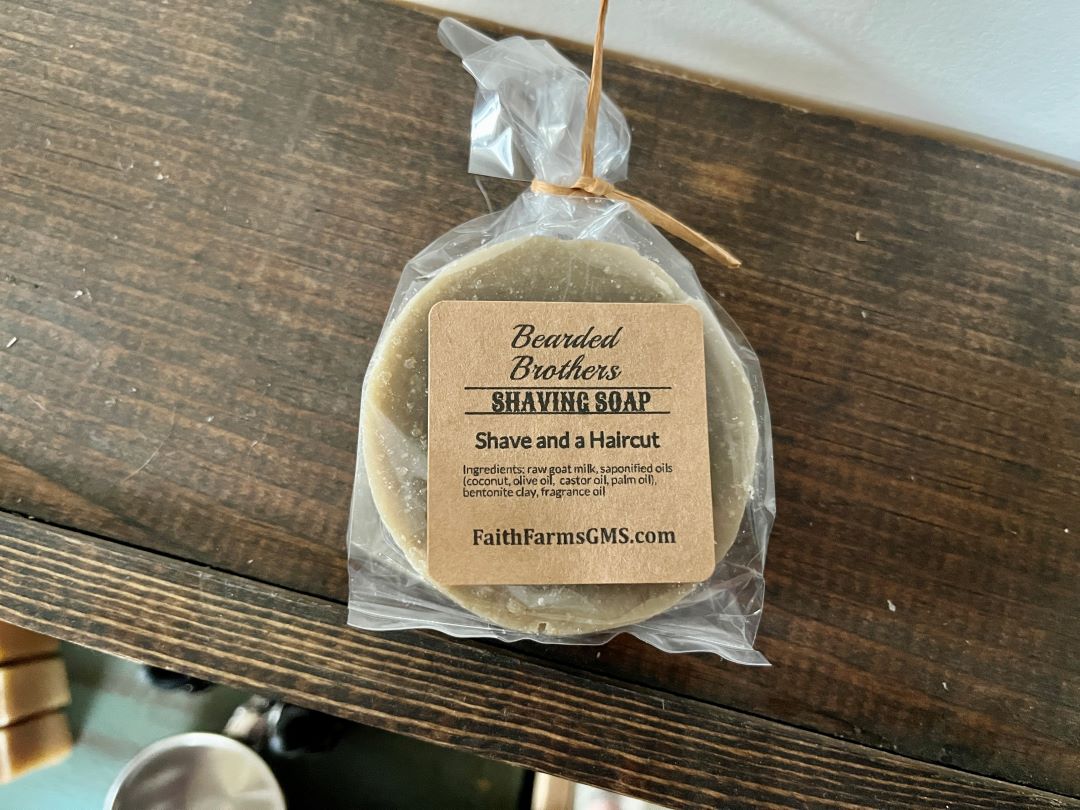 Bearded
Brothers
SHAVING SOAP
Shave and a Haircut
Ingredients: raw goat milk, saponified oils
(coconut, olive oil, castor oil, palm oil),
bentonite clay, fragrance oil
FaithFarmsGMS.com